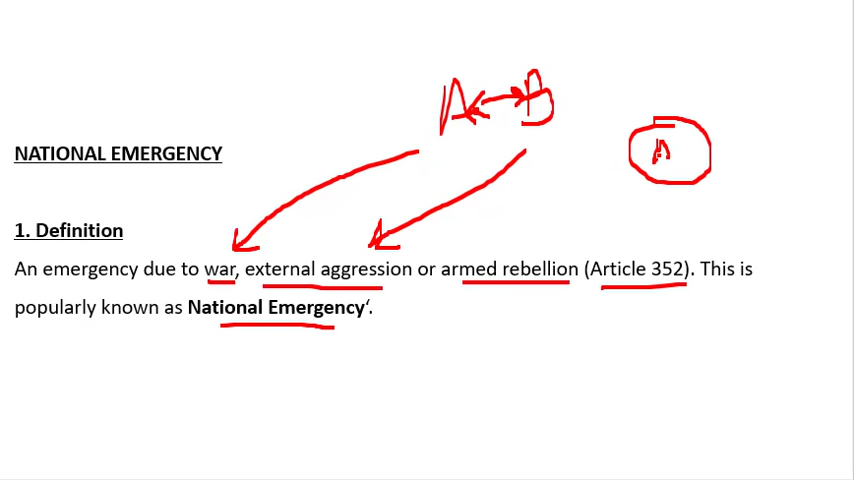 A B
A
NATIONAL EMERGENCY
1. Definition
An emergency due to war, external aggression or armed rebellion (Article 352). This is
popularly known as National Emergency‘.